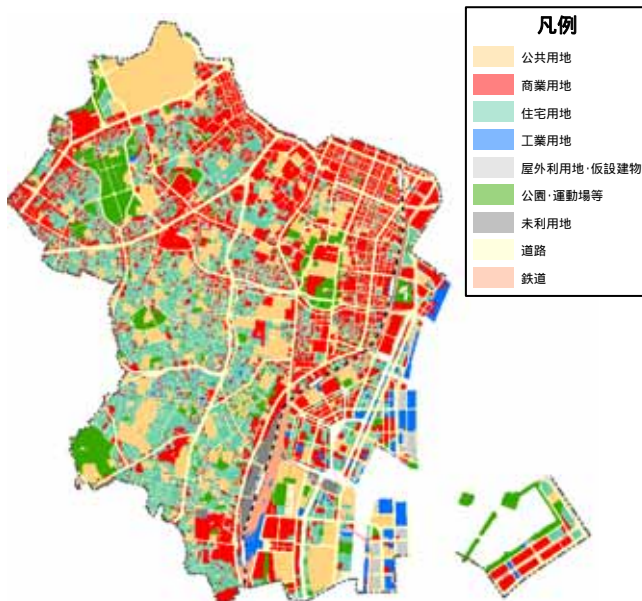 凡例
公共用地
商業用地
住宅用地
工業用地
屋外利用地・仮設建物
公園・運動場等
未利用地
道路
鉄道